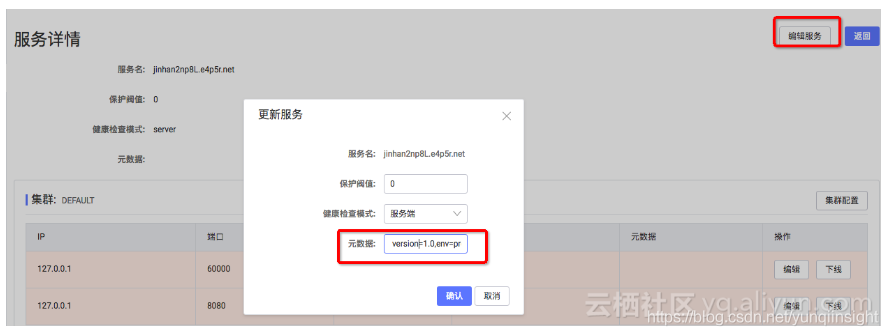 服务详情
编辑服务
返回
服务名: jinhan2np8L.e4p5r.net
保护阈值: 0
健康检查模式: server
元数据:
更新服务
服务名: jinhan2np8L.e4p5r.net
保护阈值: 0
健康检查模式: 服务端
元数据: version=1.0,env=pr
确认 取消
集群: DEFAULT
集群配置
IP 端口 元数据 操作
127.0.0.1 60000 编辑 下线
127.0.0.1 8080 编辑 下线
云栖社区 yq.aliyun.com
https://blog.csdn.net/yunqiinsight